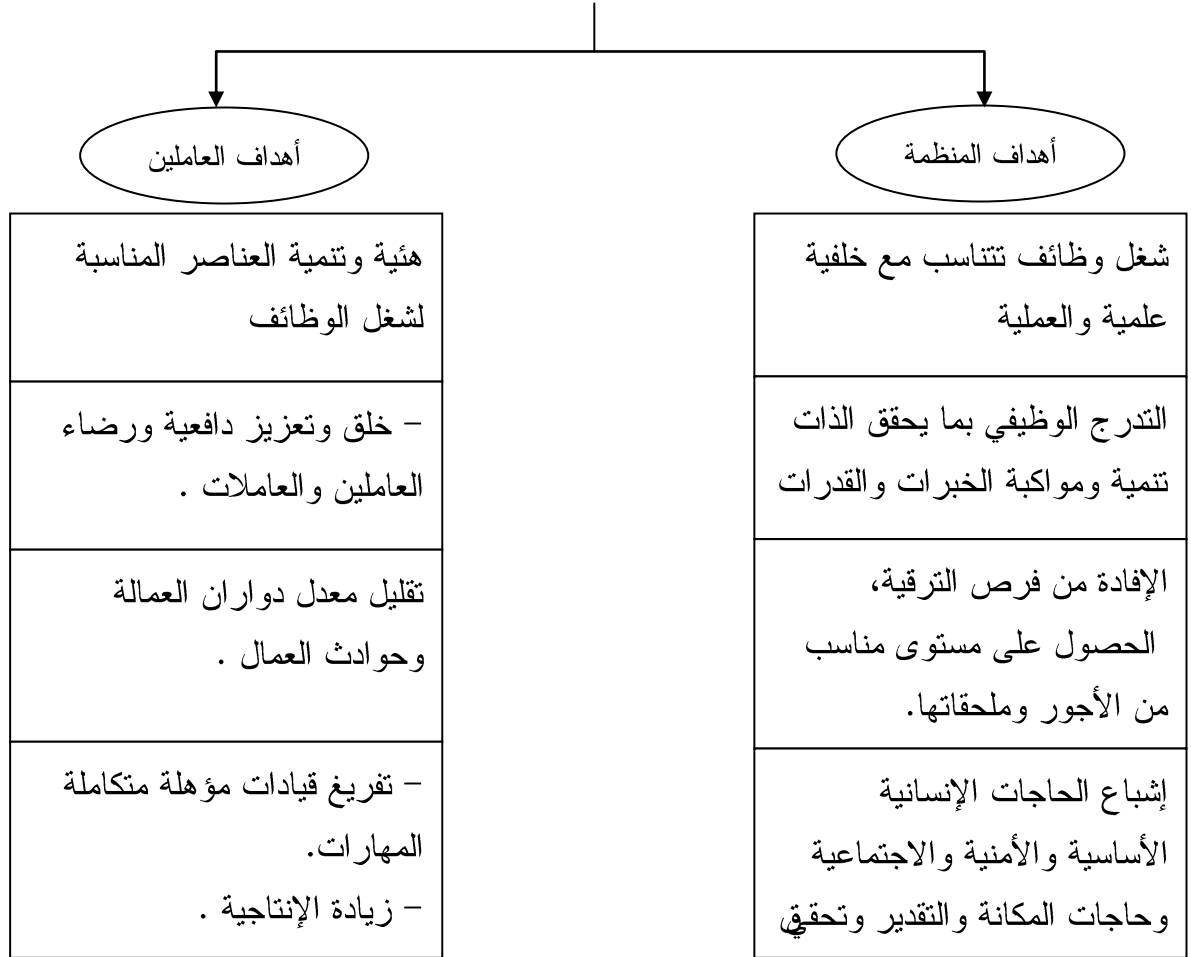 أهداف المنظمة
شغل وظائف تتناسب مع خلفية
علمية والعملية
التدرج الوظيفي بما يحقق الذات
تنمية ومواكبة الخبرات والقدرات
الإفادة من فرص الترقية،
الحصول على مستوى مناسب
من الأجور وملحقاتها.
إشباع الحاجات الإنسانية
الأساسية والأمنية والاجتماعية
وحاجات المكانة والتقدير وتحقيق
أهداف العاملين
هئية وتنمية العناصر المناسبة
لشغل الوظائف
- خلق وتعزيز دافعية ورضاء
العاملين والعاملات .
تقليل معدل دواران العمالة
وحوادث العمال .
- تفريغ قيادات مؤهلة متكاملة
المهارات.
- زيادة الإنتاجية .